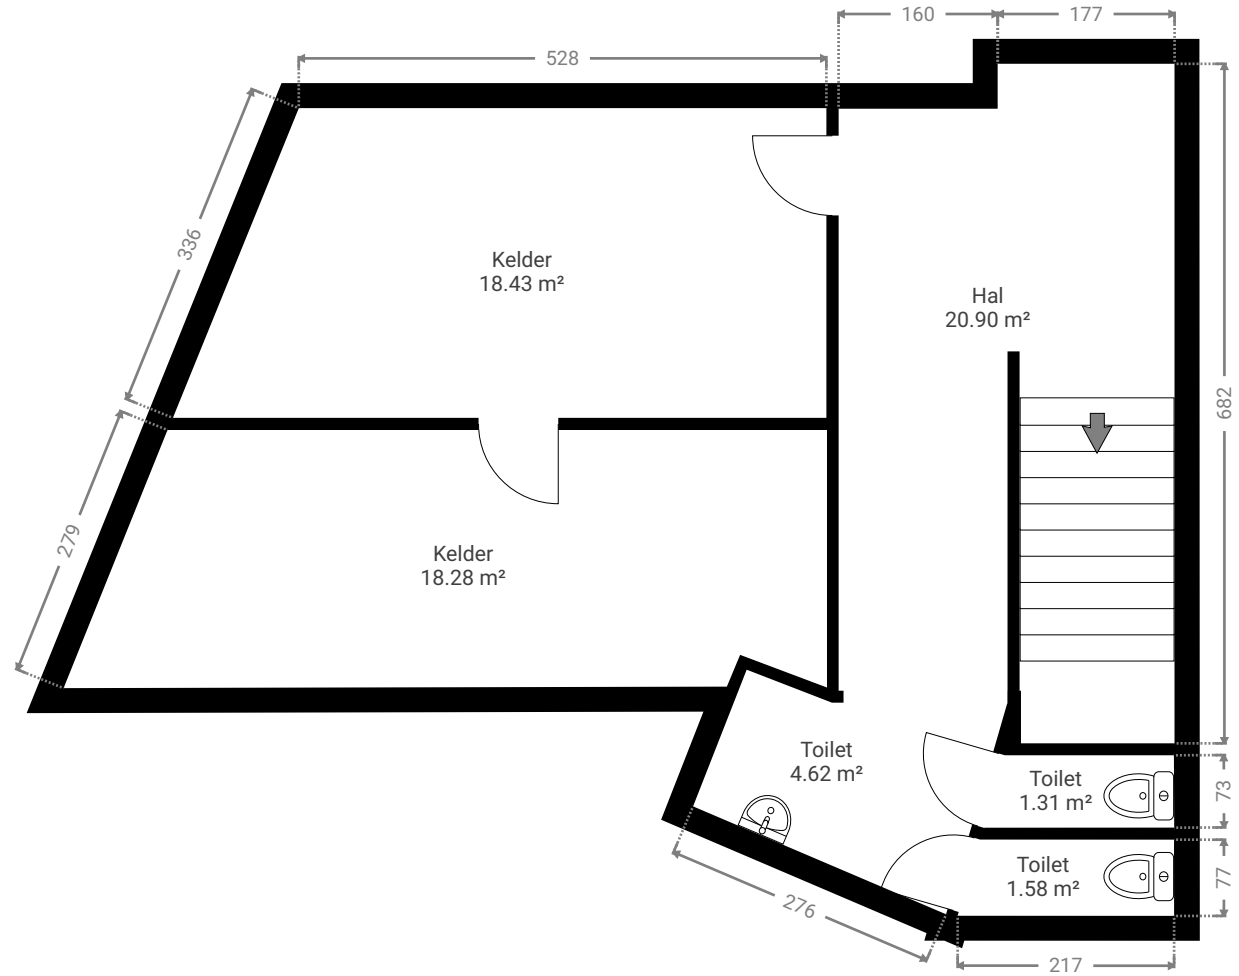 160
177
528
336
Kelder
18.43 m²
Hal
20.90 m²
682
279
Kelder
18.28 m²
Toilet
4.62 m²
Toilet
1.31 m²
73
Toilet
1.58 m²
77
276
217